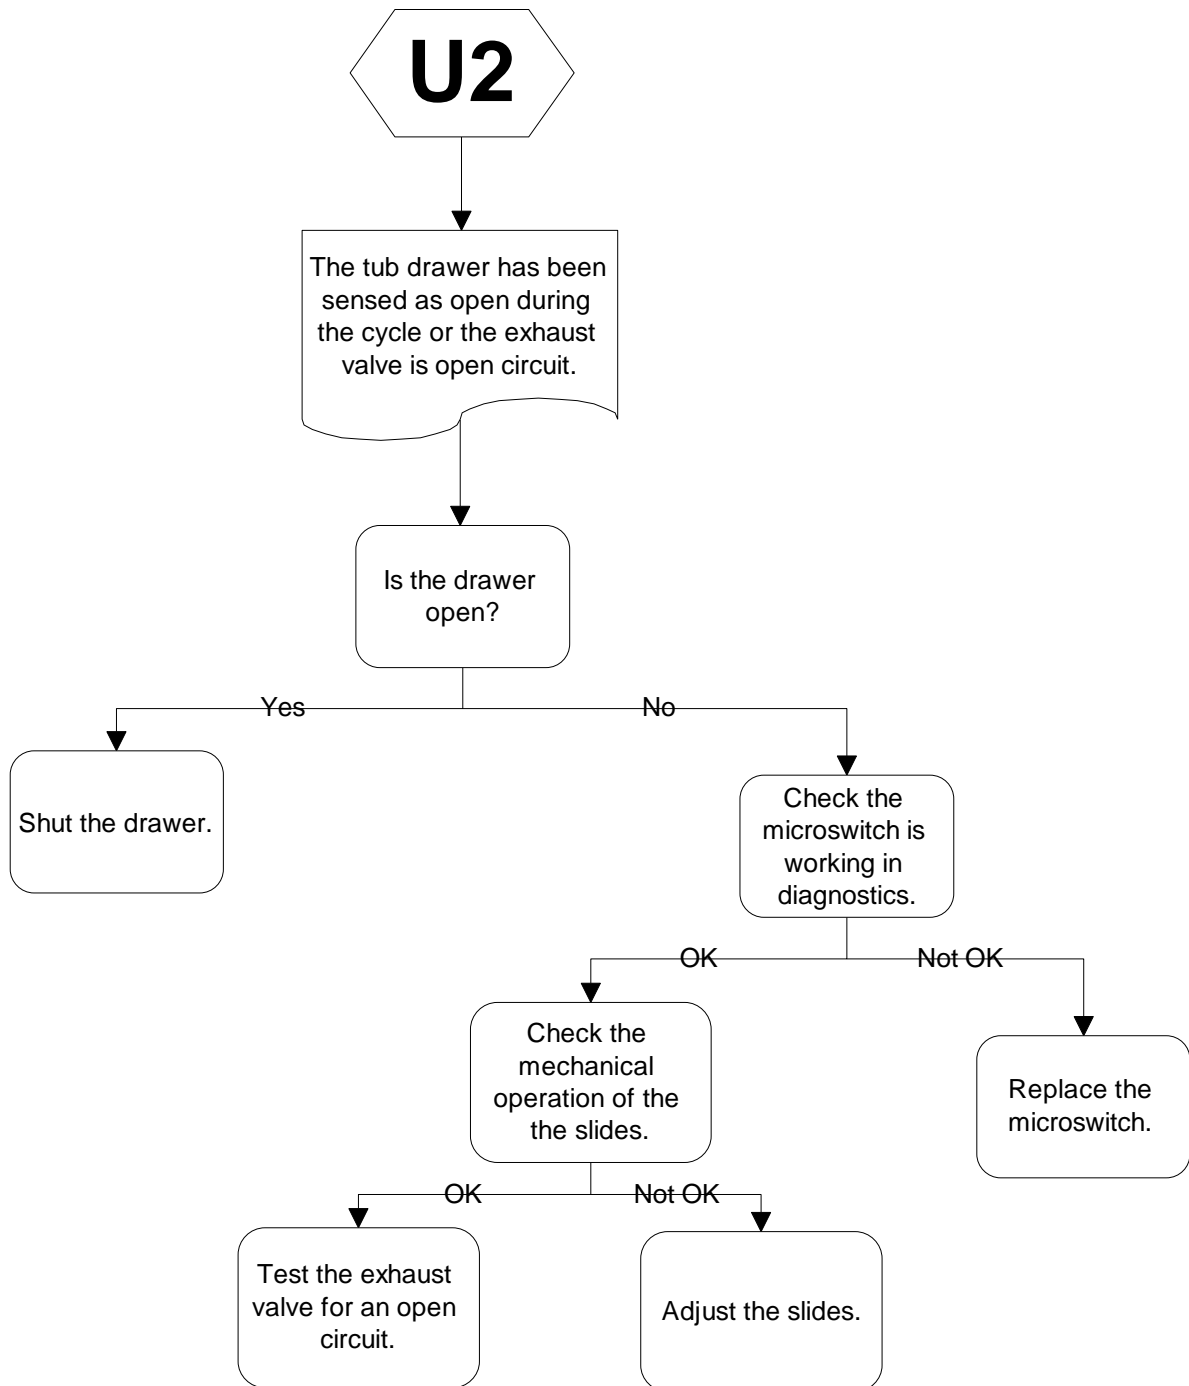 U2
The tub drawer has been
sensed as open during
the cycle or the exhaust
valve is open circuit.
Is the drawer
open?
Yes
No
Shut the drawer.
Check the
microswitch is
working in
diagnostics.
OK
Not OK
Check the
mechanical
operation of the
the slides.
Replace the
microswitch.
OK
Not OK
Test the exhaust
valve for an open
circuit.
Adjust the slides.